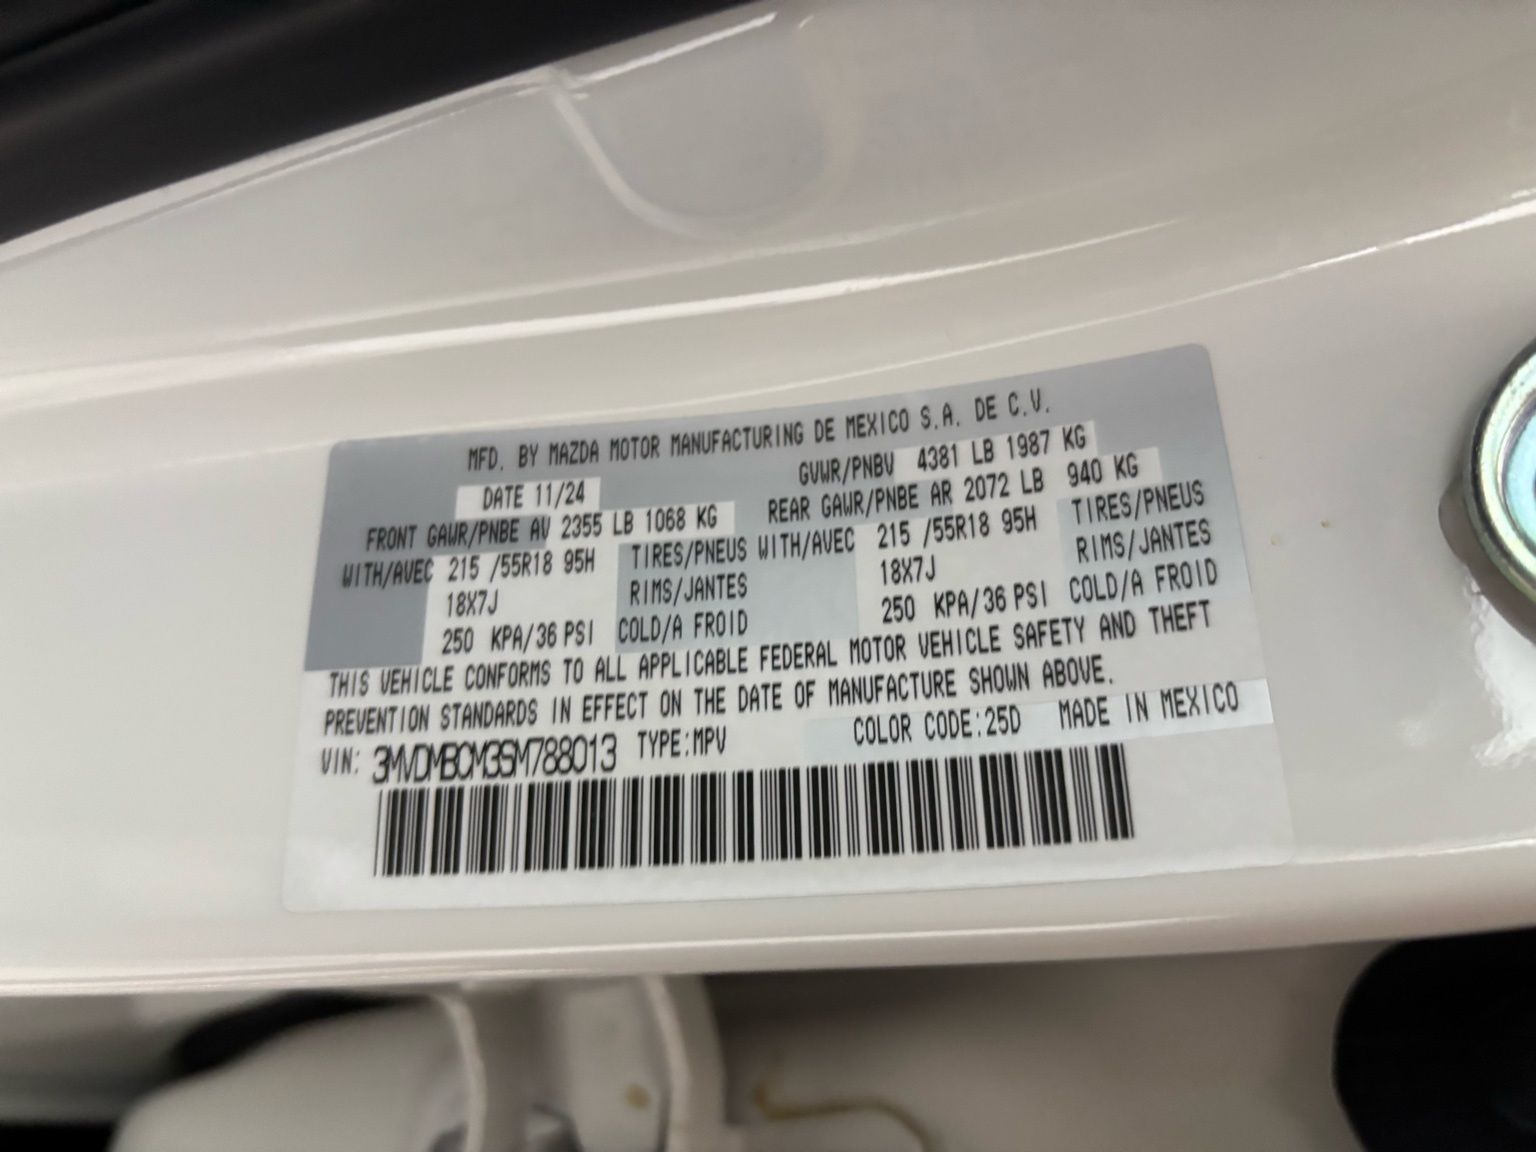 MFD. BY MAZDA MOTOR MANUFACTURING DE MEXICO S.A. DE C.V.
DATE 11/24 GVWR/PNBV 4381 LB 1987 KG
FRONT GAWR/PNBE AV 2355 LB 1068 KG REAR GAWR/PNBE AR 2072 LB 940 KG
WITH/AVEC 215 /55R18 95H TIRES/PNEUS WITH/AVEC 215 /55R18 95H TIRES/PNEUS
18X7J RIMS/JANTES 18X7J RIMS/JANTES
250 KPA/36 PSI COLD/A FROID 250 KPA/36 PSI COLD/A FROID
THIS VEHICLE CONFORMS TO ALL APPLICABLE FEDERAL MOTOR VEHICLE SAFETY AND THEFT
PREVENTION STANDARDS IN EFFECT ON THE DATE OF MANUFACTURE SHOWN ABOVE.
VIN: 3MVDMBCM3SM788013 TYPE:MPV COLOR CODE:25D MADE IN MEXICO